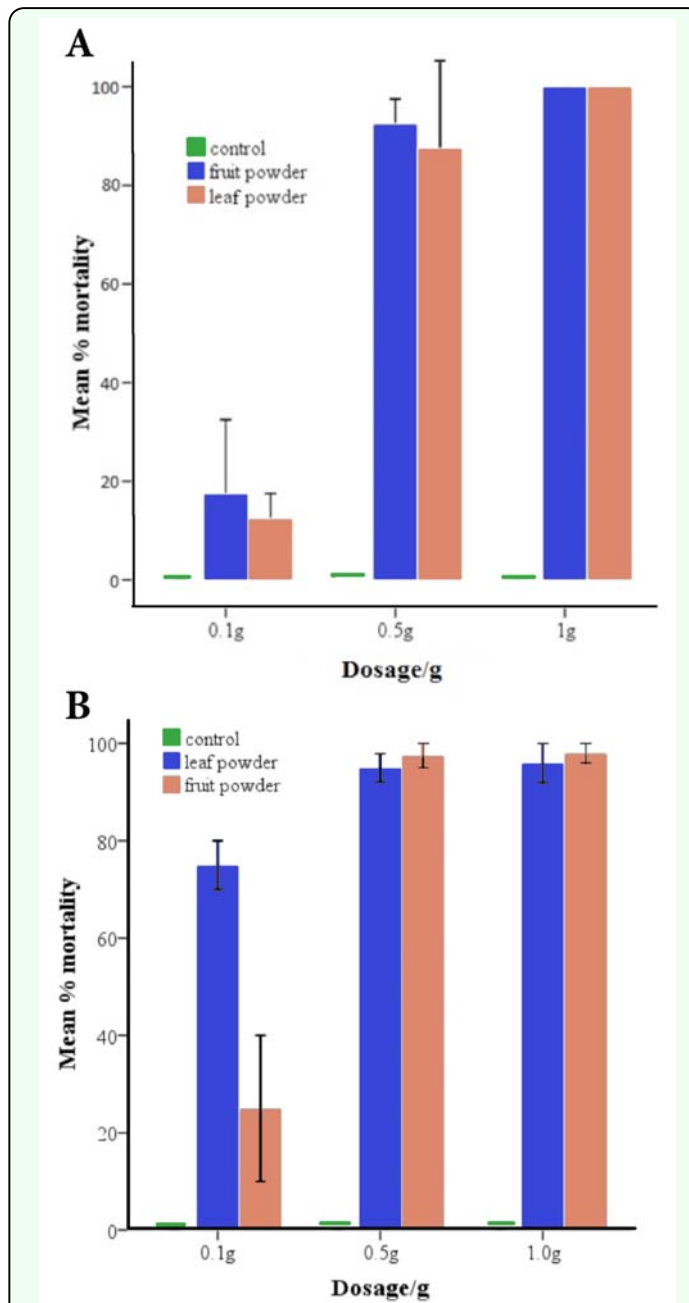 A
100
control
fruit powder
leaf powder
80
60
40
20
0
Mean % mortality
0.1g 0.5g 1g
Dosage/g
B
100
control
leaf powder
fruit powder
80
60
40
20
0
Mean % mortality
0.1g 0.5g 1.0g
Dosage/g